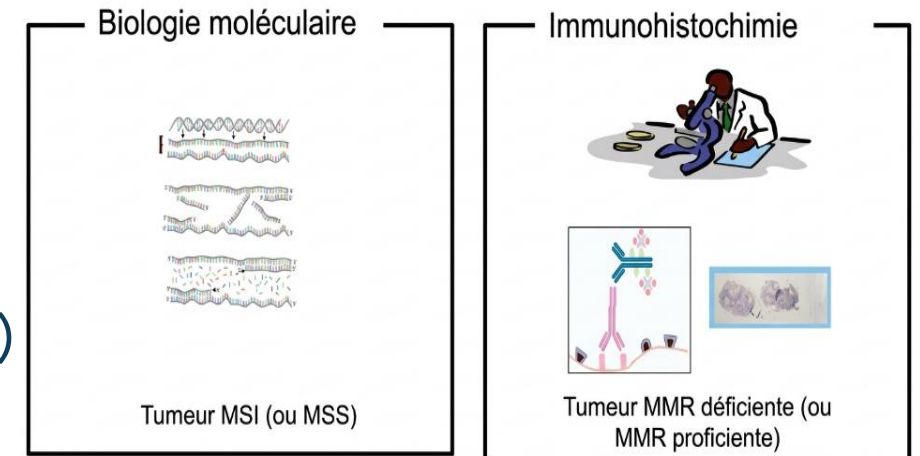 Biologie moléculaire
Tumeur MSI (ou MSS)
Immunohistochimie
Tumeur MMR déficiente (ou
MMR proficiente)
)